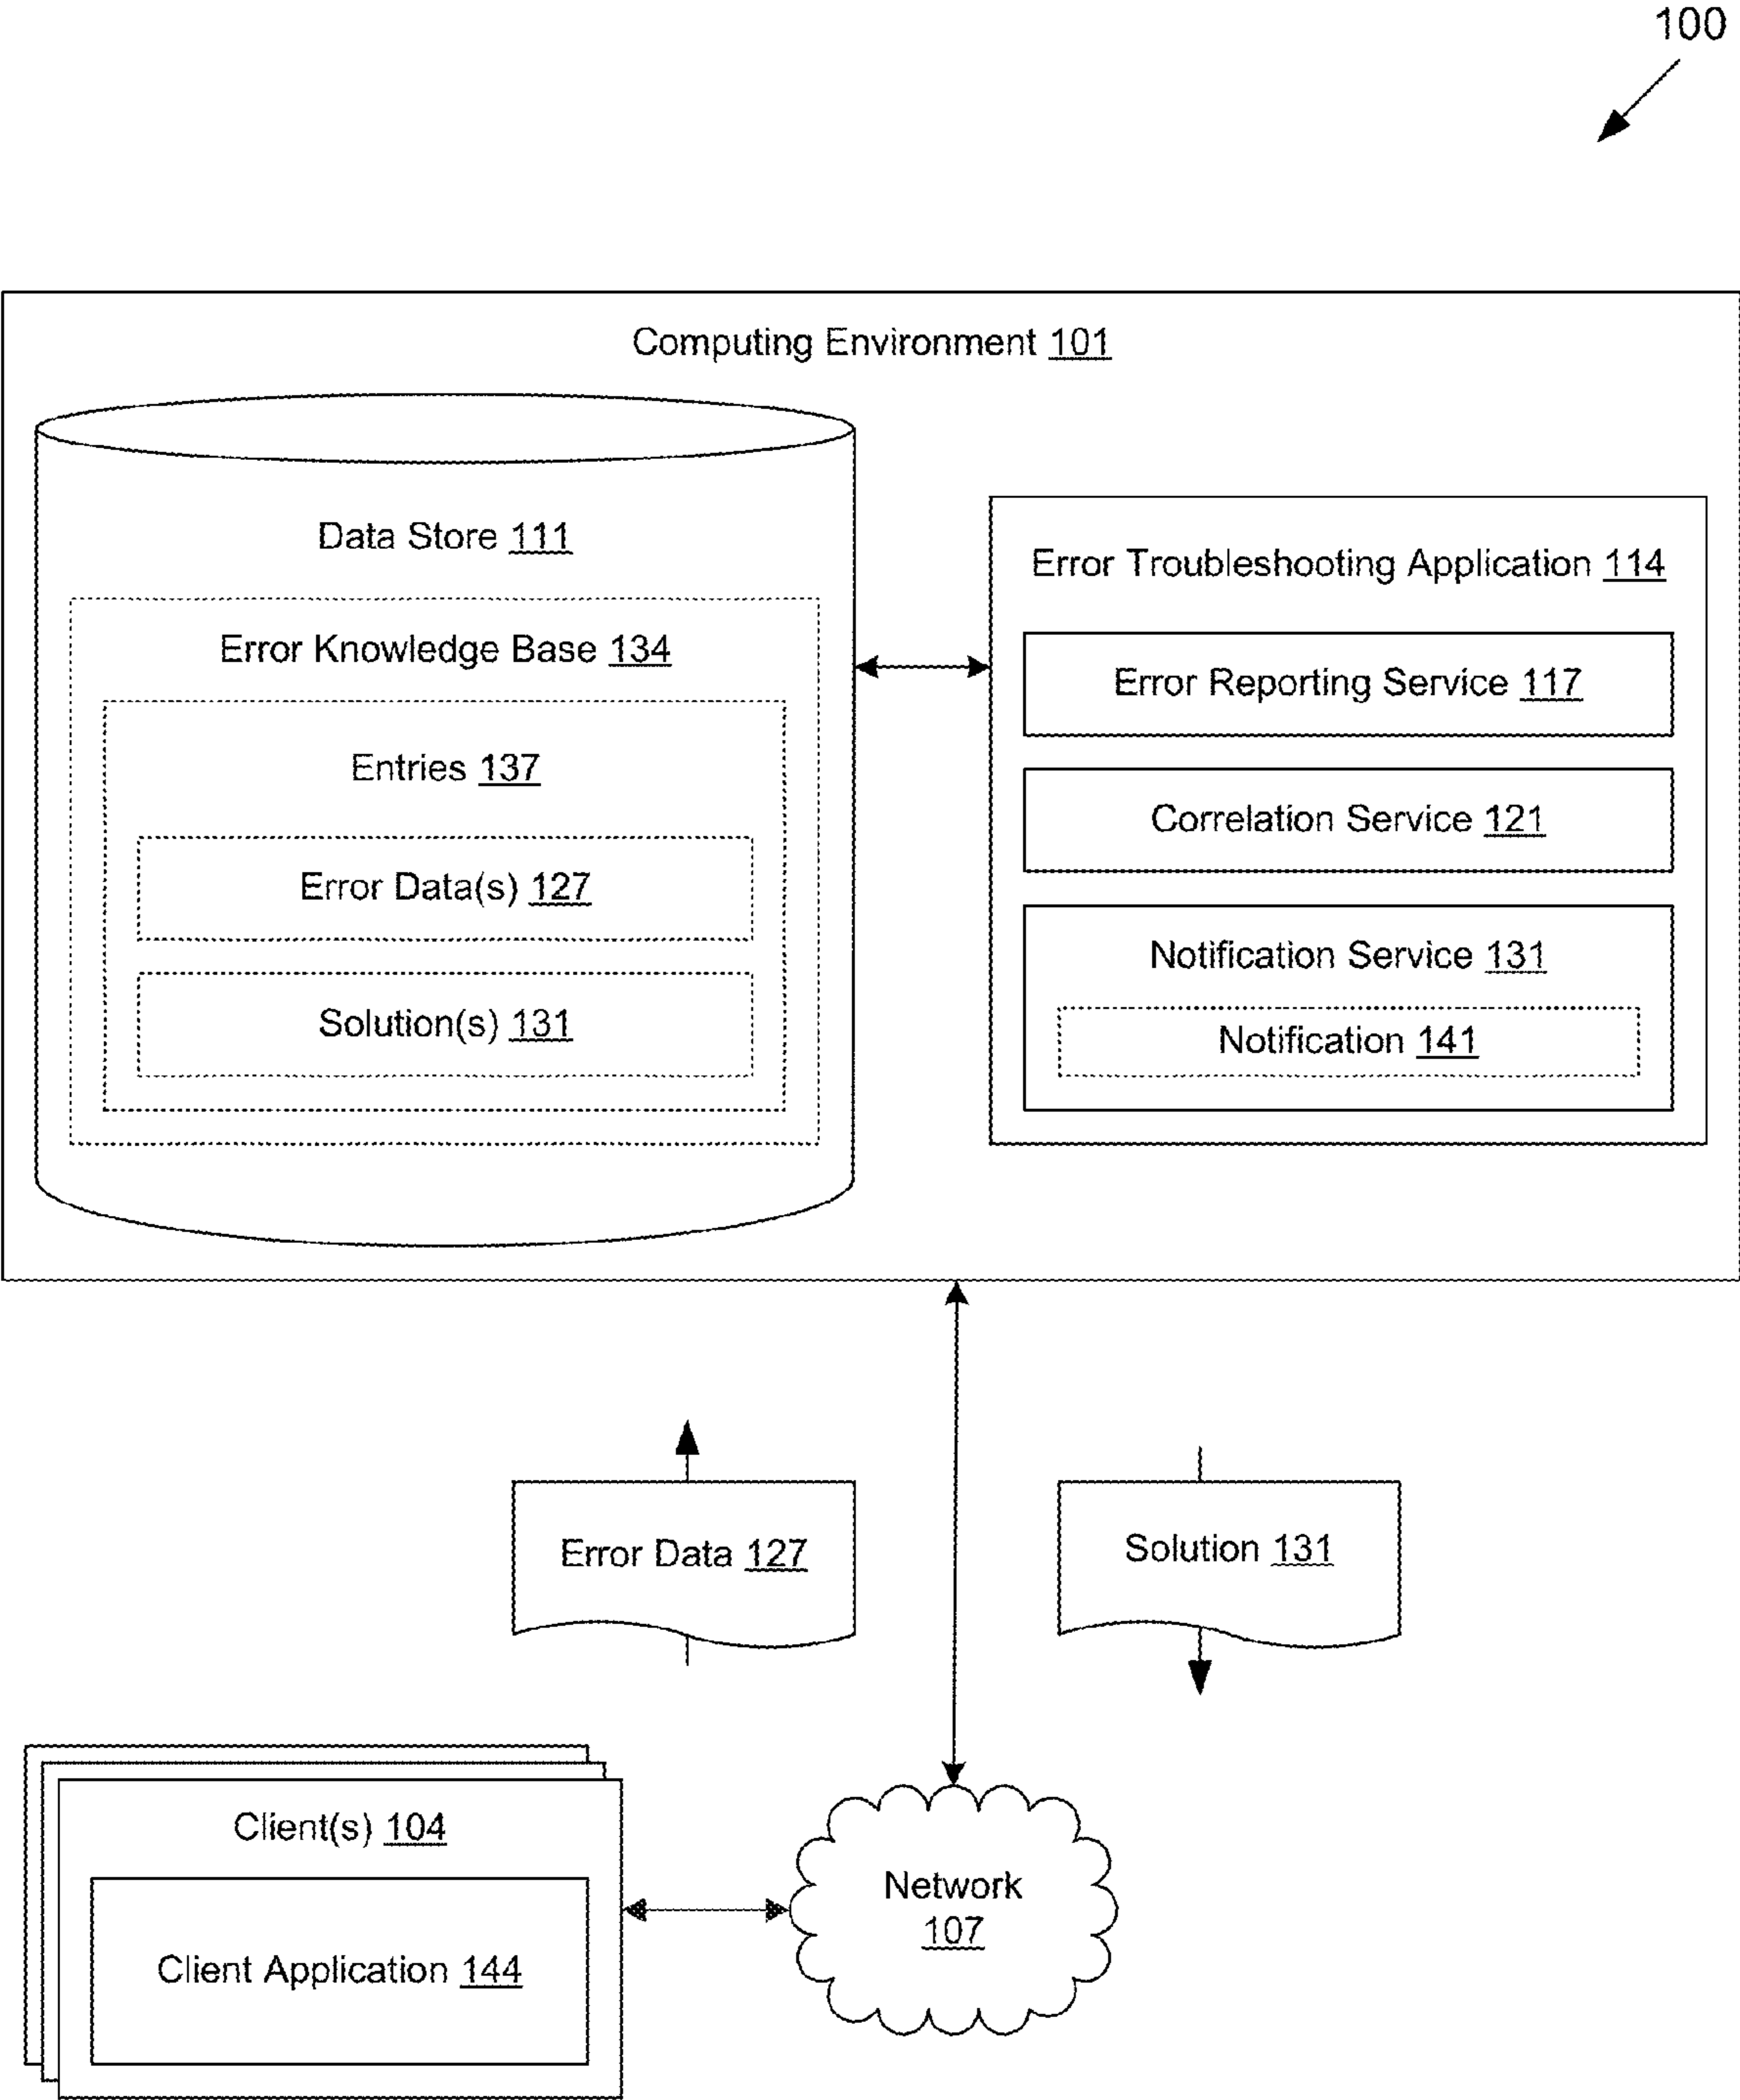 100
Computing Environment 101
Data Store 111
Error Knowledge Base 134
Entries 137
Error Data(s) 127
Solution(s) 131
Error Troubleshooting Application 114
Error Reporting Service 117
Correlation Service 121
Notification Service 131
Notification 141
Error Data 127
Solution 131
Client(s) 104
Client Application 144
Network
107